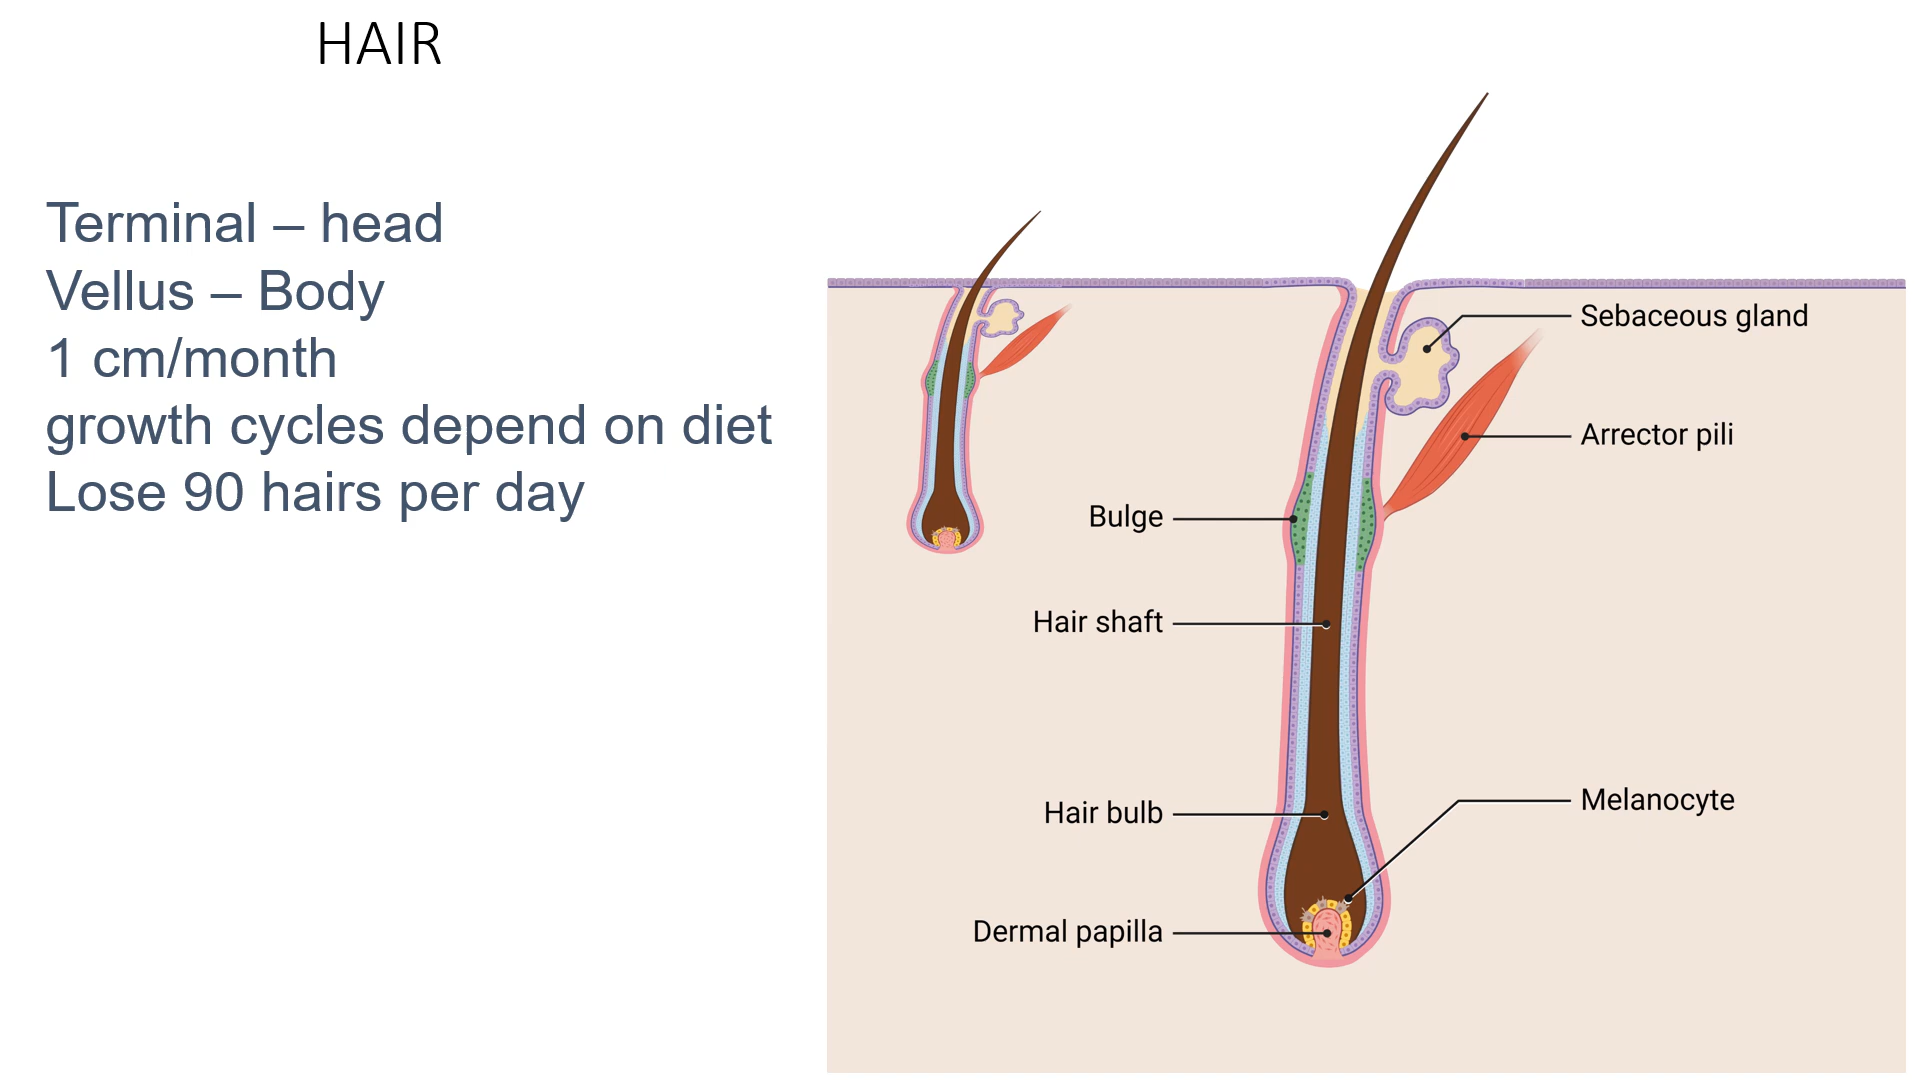 HAIR
Terminal – head
Vellus – Body
1 cm/month
growth cycles depend on diet
Lose 90 hairs per day
Sebaceous gland
Arrector pili
Bulge
Hair shaft
Hair bulb
Melanocyte
Dermal papilla